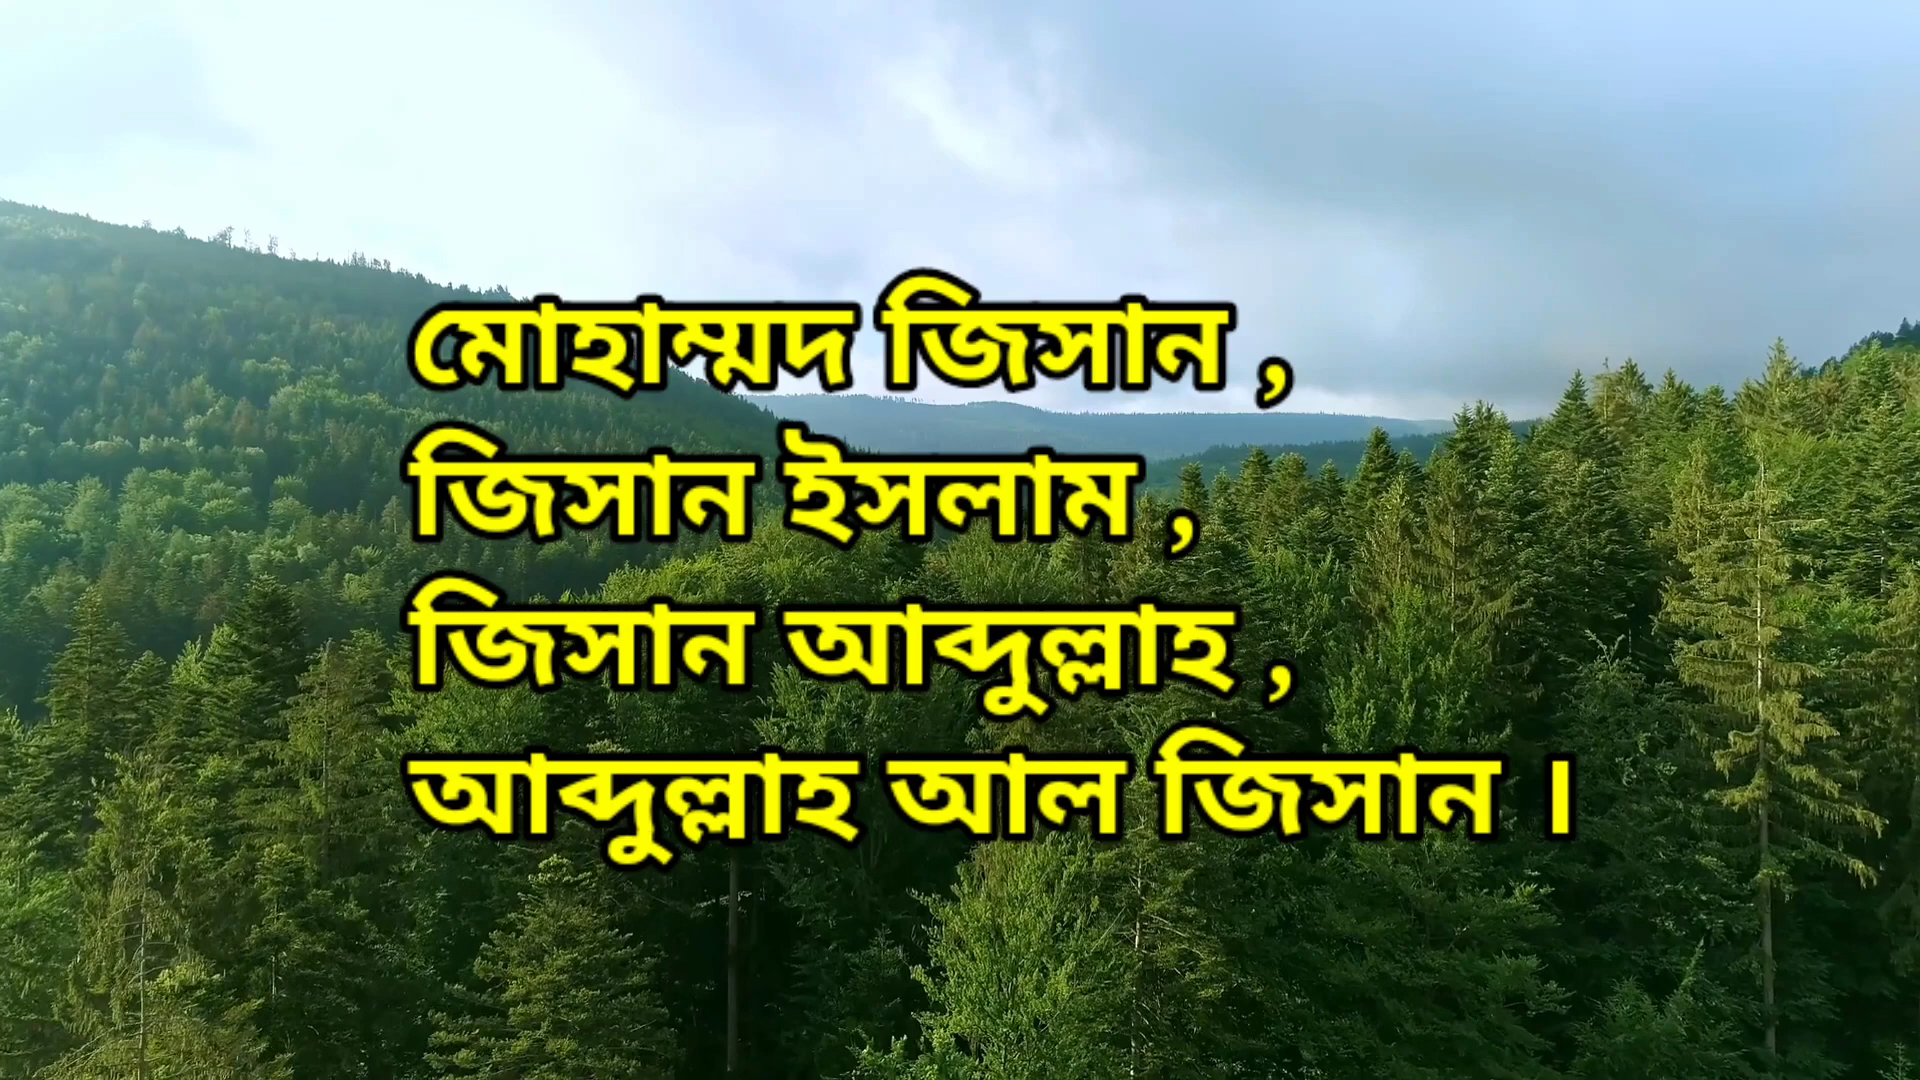 মোহাম্মদ জিসান ,
জিসান ইসলাম ,
জিসান আব্দুল্লাহ ,
আব্দুল্লাহ আল জিসান ।